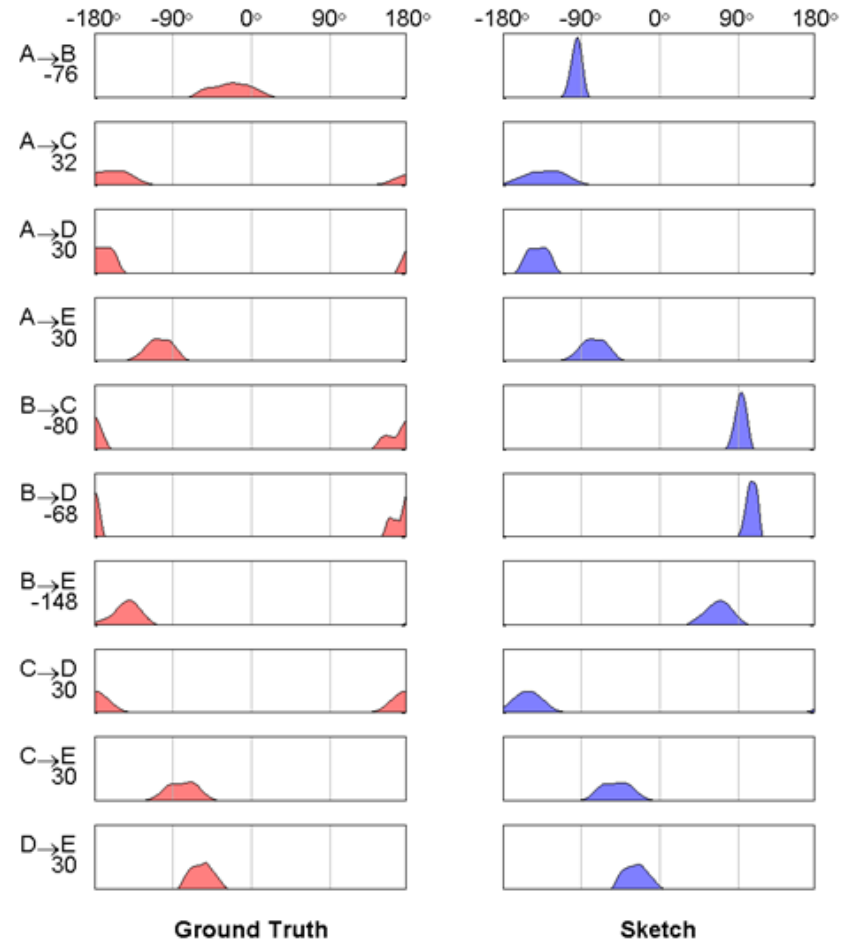 -180° -90° 0° 90° 180° -180° -90° 0° 90° 180°
A→B
-76
A→C
32
A→D
30
A→E
30
B→C
-80
B→D
-68
B→E
-148
C→D
30
C→E
30
D→E
30
Ground Truth Sketch